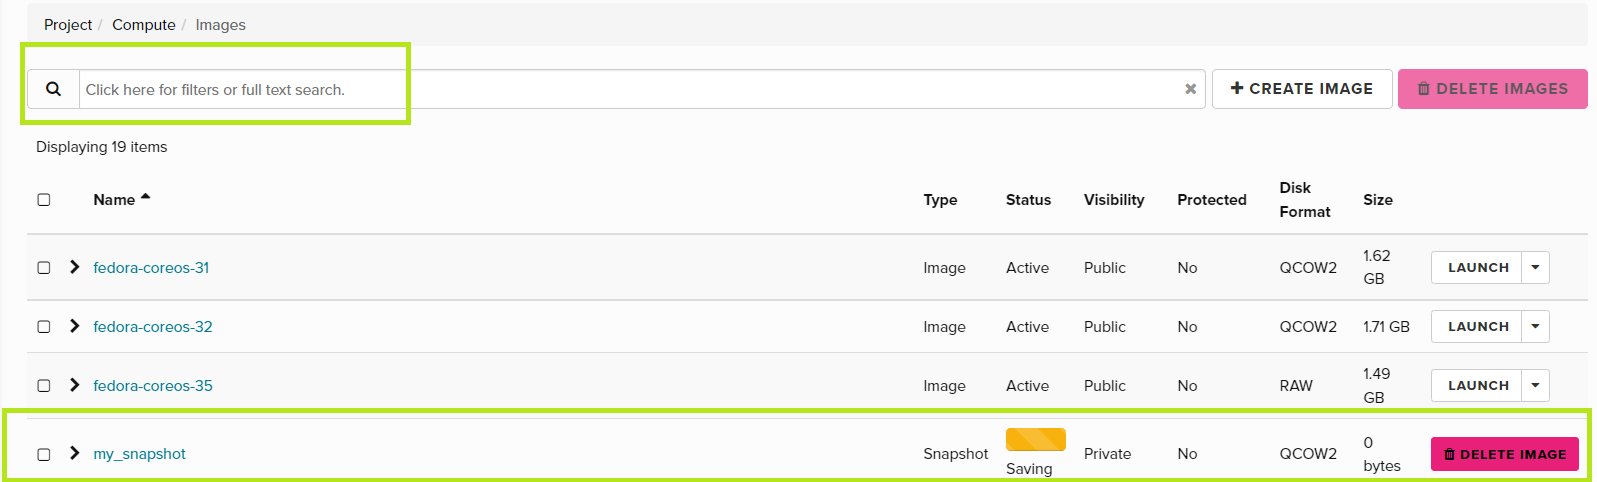 Project / Compute / Images
Click here for filters or full text search. × + CREATE IMAGE DELETE IMAGES
Displaying 19 items
Name Type Status Visibility Protected Disk Format Size
fedora-coreos-31 Image Active Public No QCOW2 1.62 GB LAUNCH
fedora-coreos-32 Image Active Public No QCOW2 1.71 GB LAUNCH
fedora-coreos-35 Image Active Public No RAW 1.49 GB LAUNCH
my_snapshot Snapshot Saving Private No QCOW2 0 bytes DELETE IMAGE